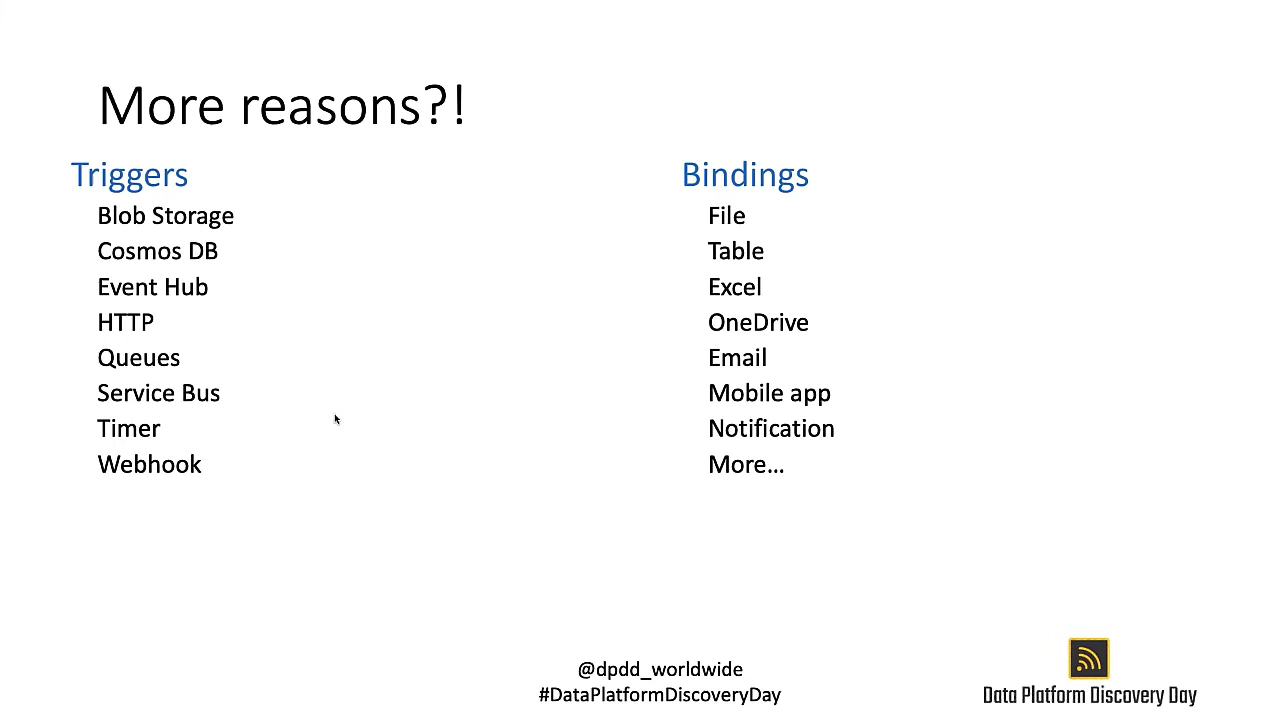 More reasons?!
Triggers
Blob Storage
Cosmos DB
Event Hub
HTTP
Queues
Service Bus
Timer
Webhook
Bindings
File
Table
Excel
OneDrive
Email
Mobile app
Notification
More...
@dpdd_worldwide
#DataPlatformDiscoveryDay
Data Platform Discovery Day